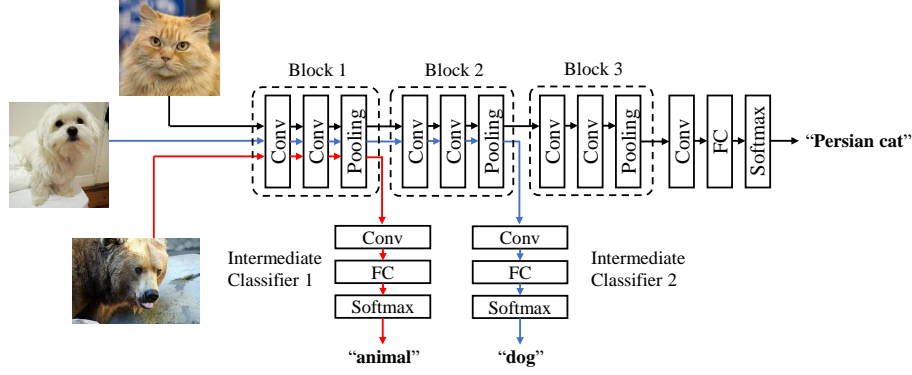 Block 1
Block 2
Block 3
Conv
Conv
Pooling
Conv
Conv
Pooling
Conv
Conv
Pooling
Conv
FC
Softmax
“Persian cat”
Intermediate
Classifier 1
Conv
FC
Softmax
“animal”
Conv
FC
Softmax
“dog”
Intermediate
Classifier 2